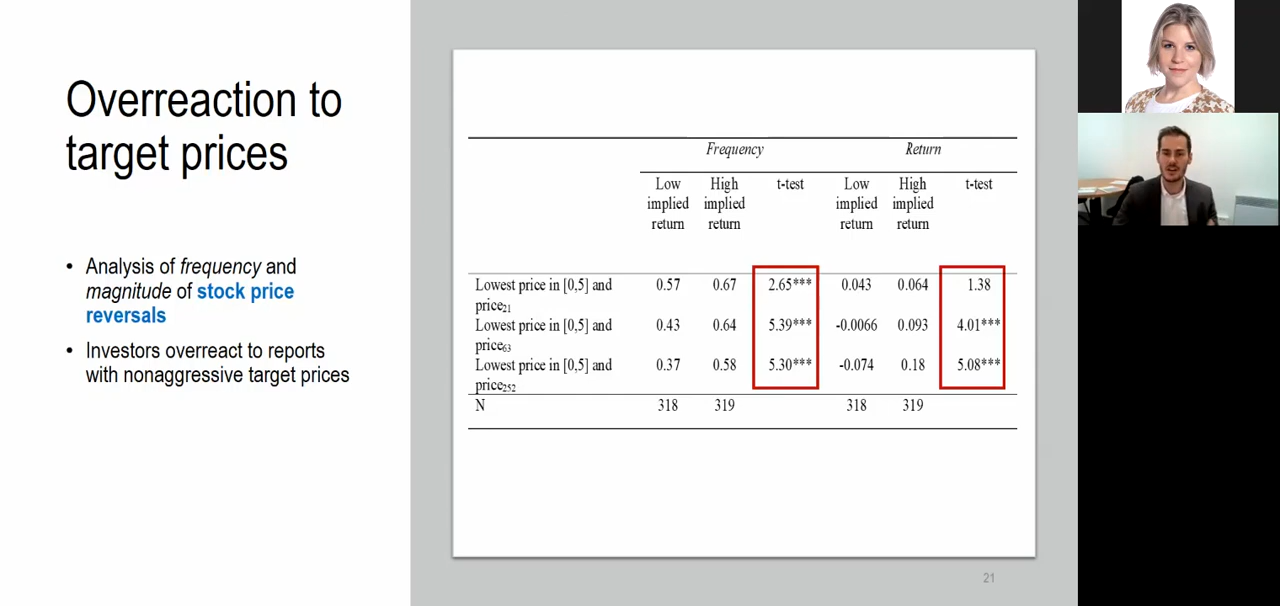 Overreaction to
target prices
• Analysis of frequency and
magnitude of stock price
reversals
• Investors overreact to reports
with nonaggressive target prices
Frequency Return
Low implied return High implied return t-test Low implied return High implied return t-test
Lowest price in [0,5] and price21 0.57 0.67 2.65*** 0.043 0.064 1.38
Lowest price in [0,5] and price63 0.43 0.64 5.39*** -0.0066 0.093 4.01***
Lowest price in [0,5] and price252 0.37 0.58 5.30*** -0.074 0.18 5.08***
N 318 319 318 319
21